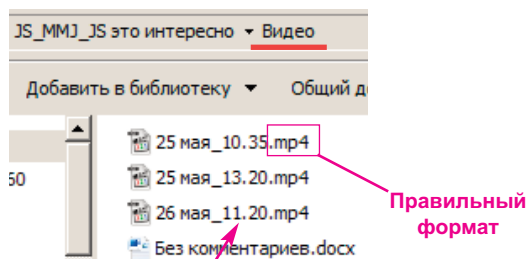 JS_MMJ_JS это интересно ▾ Видео
Добавить в библиотеку ▼ Общий д
25 мая_10.35.mp4
60
25 мая_13.20.mp4
26 мая_11.20.mp4
Правильный
формат
Без комментариев.docx